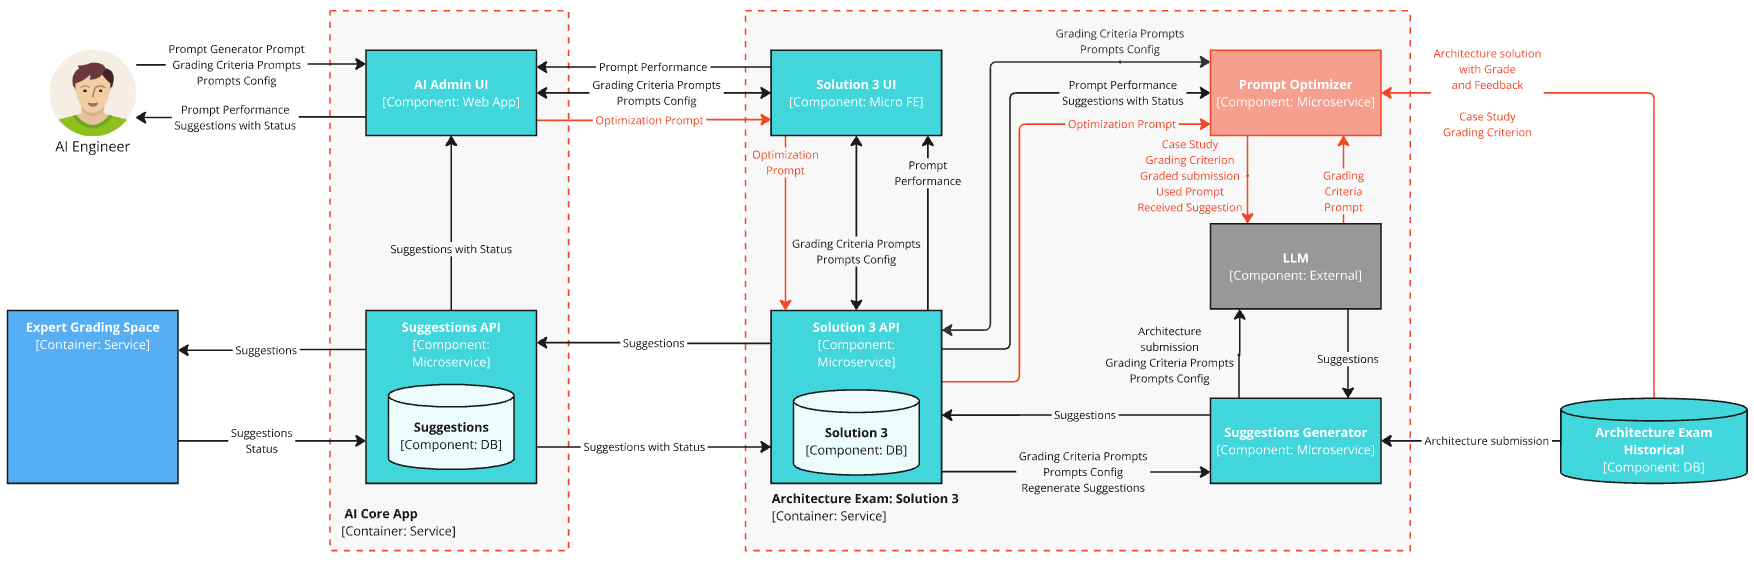 Prompt Generator Prompt
Grading Criteria Prompts
Prompts Config
Prompt Performance
Suggestions with Status
AI Engineer
AI Admin UI
[Component: Web App]
Prompt Performance
Grading Criteria Prompts
Prompts Config
Optimization Prompt
Solution 3 UI
[Component: Micro FE]
Grading Criteria Prompts
Prompts Config
Prompt Performance
Suggestions with Status
Optimization Prompt
Prompt Optimizer
[Component: Microservice]
Architecture solution
with Grade
and Feedback
Case Study
Grading Criterion
Optimization
Prompt
Prompt
Performance
Case Study
Grading Criterion
Graded submission
Used Prompt
Received Suggestion
Grading
Criteria
Prompt
Suggestions with Status
Grading Criteria Prompts
Prompts Config
LLM
[Component: External]
Expert Grading Space
[Container: Service]
Suggestions
Suggestions
Status
Suggestions API
[Component:
Microservice]
Suggestions
[Component: DB]
Suggestions
Suggestions with Status
Solution 3 API
[Component:
Microservice]
Solution 3
[Component: DB]
Architecture
submission
Grading Criteria Prompts
Prompts Config
Suggestions
Suggestions
Grading Criteria Prompts
Prompts Config
Regenerate Suggestions
Suggestions Generator
[Component: Microservice]
Architecture submission
Architecture Exam
Historical
[Component: DB]
AI Core App
[Container: Service]
Architecture Exam: Solution 3
[Container: Service]